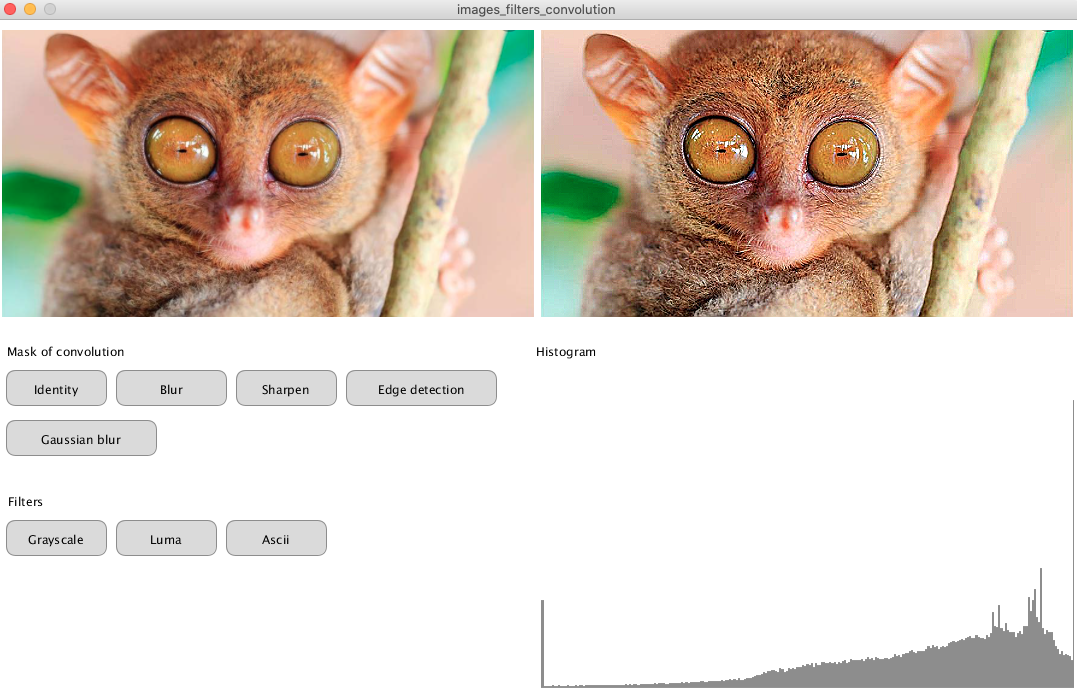 images_filters_convolution
Mask of convolution
Histogram
Identity
Blur
Sharpen
Edge detection
Gaussian blur
Filters
Grayscale
Luma
Ascii